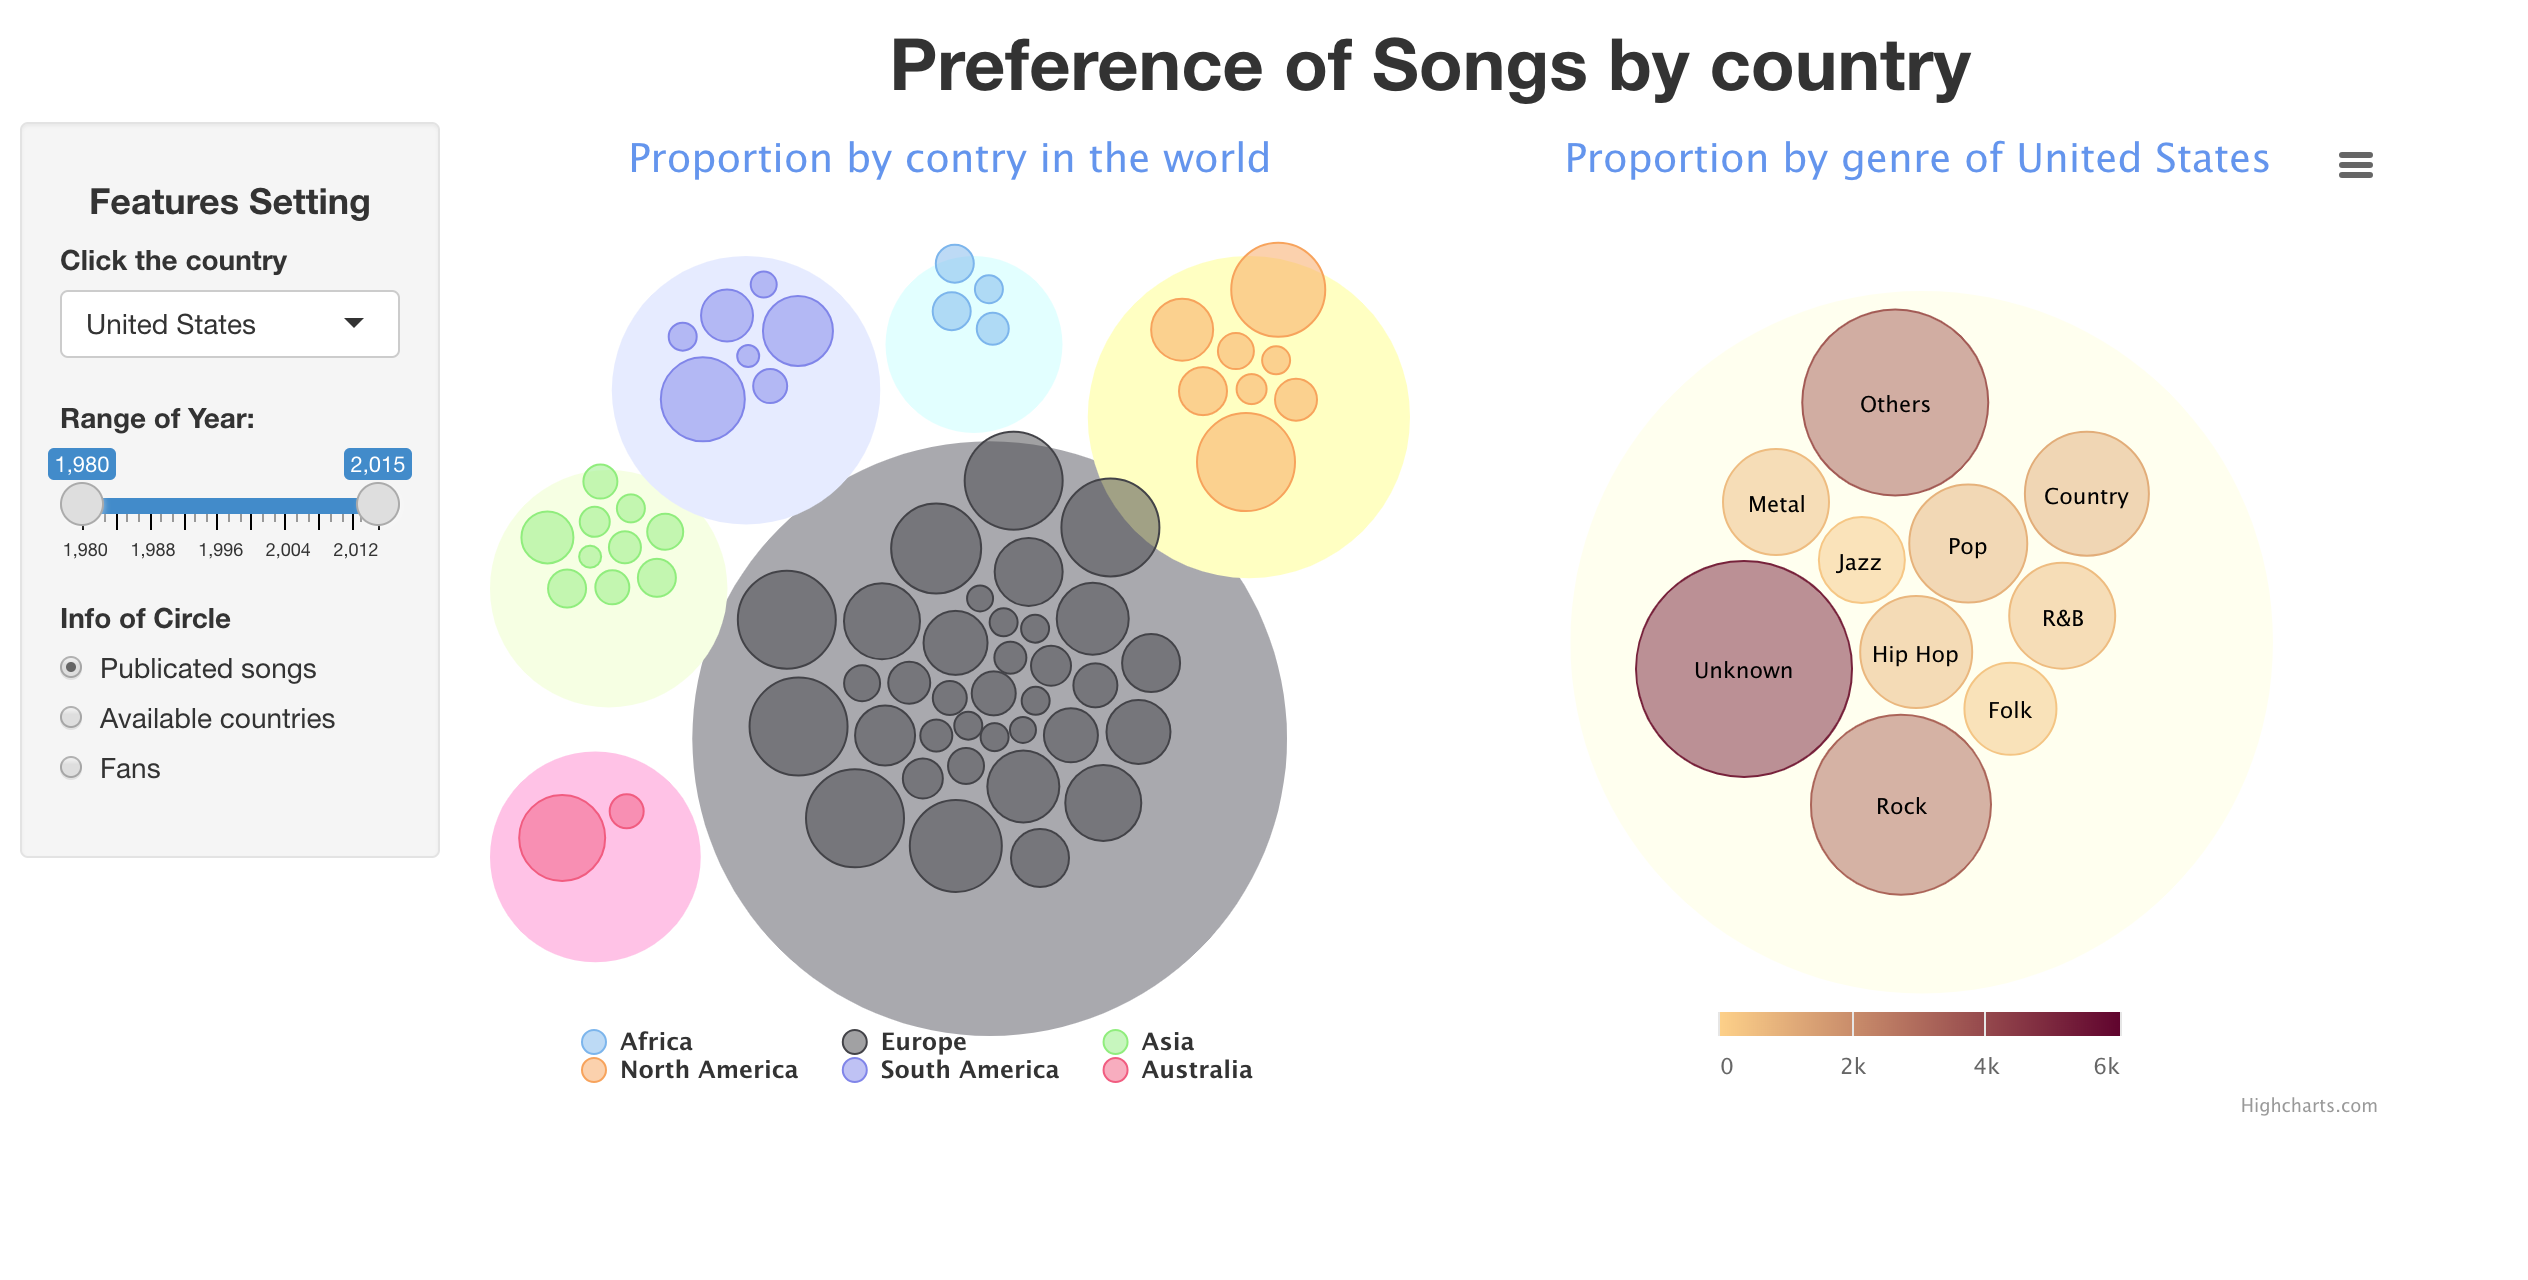 Preference of Songs by country
Features Setting
Click the country
United States
Range of Year:
1,980 2,015
1,980 1,988 1,996 2,004 2,012
Info of Circle
Publicated songs
Available countries
Fans
Proportion by contry in the world
Africa Europe Asia
North America South America Australia
Proportion by genre of United States
Others
Country
Metal
Pop
Jazz
R&B
Hip Hop
Unknown
Folk
Rock
0 2k 4k 6k
Highcharts.com